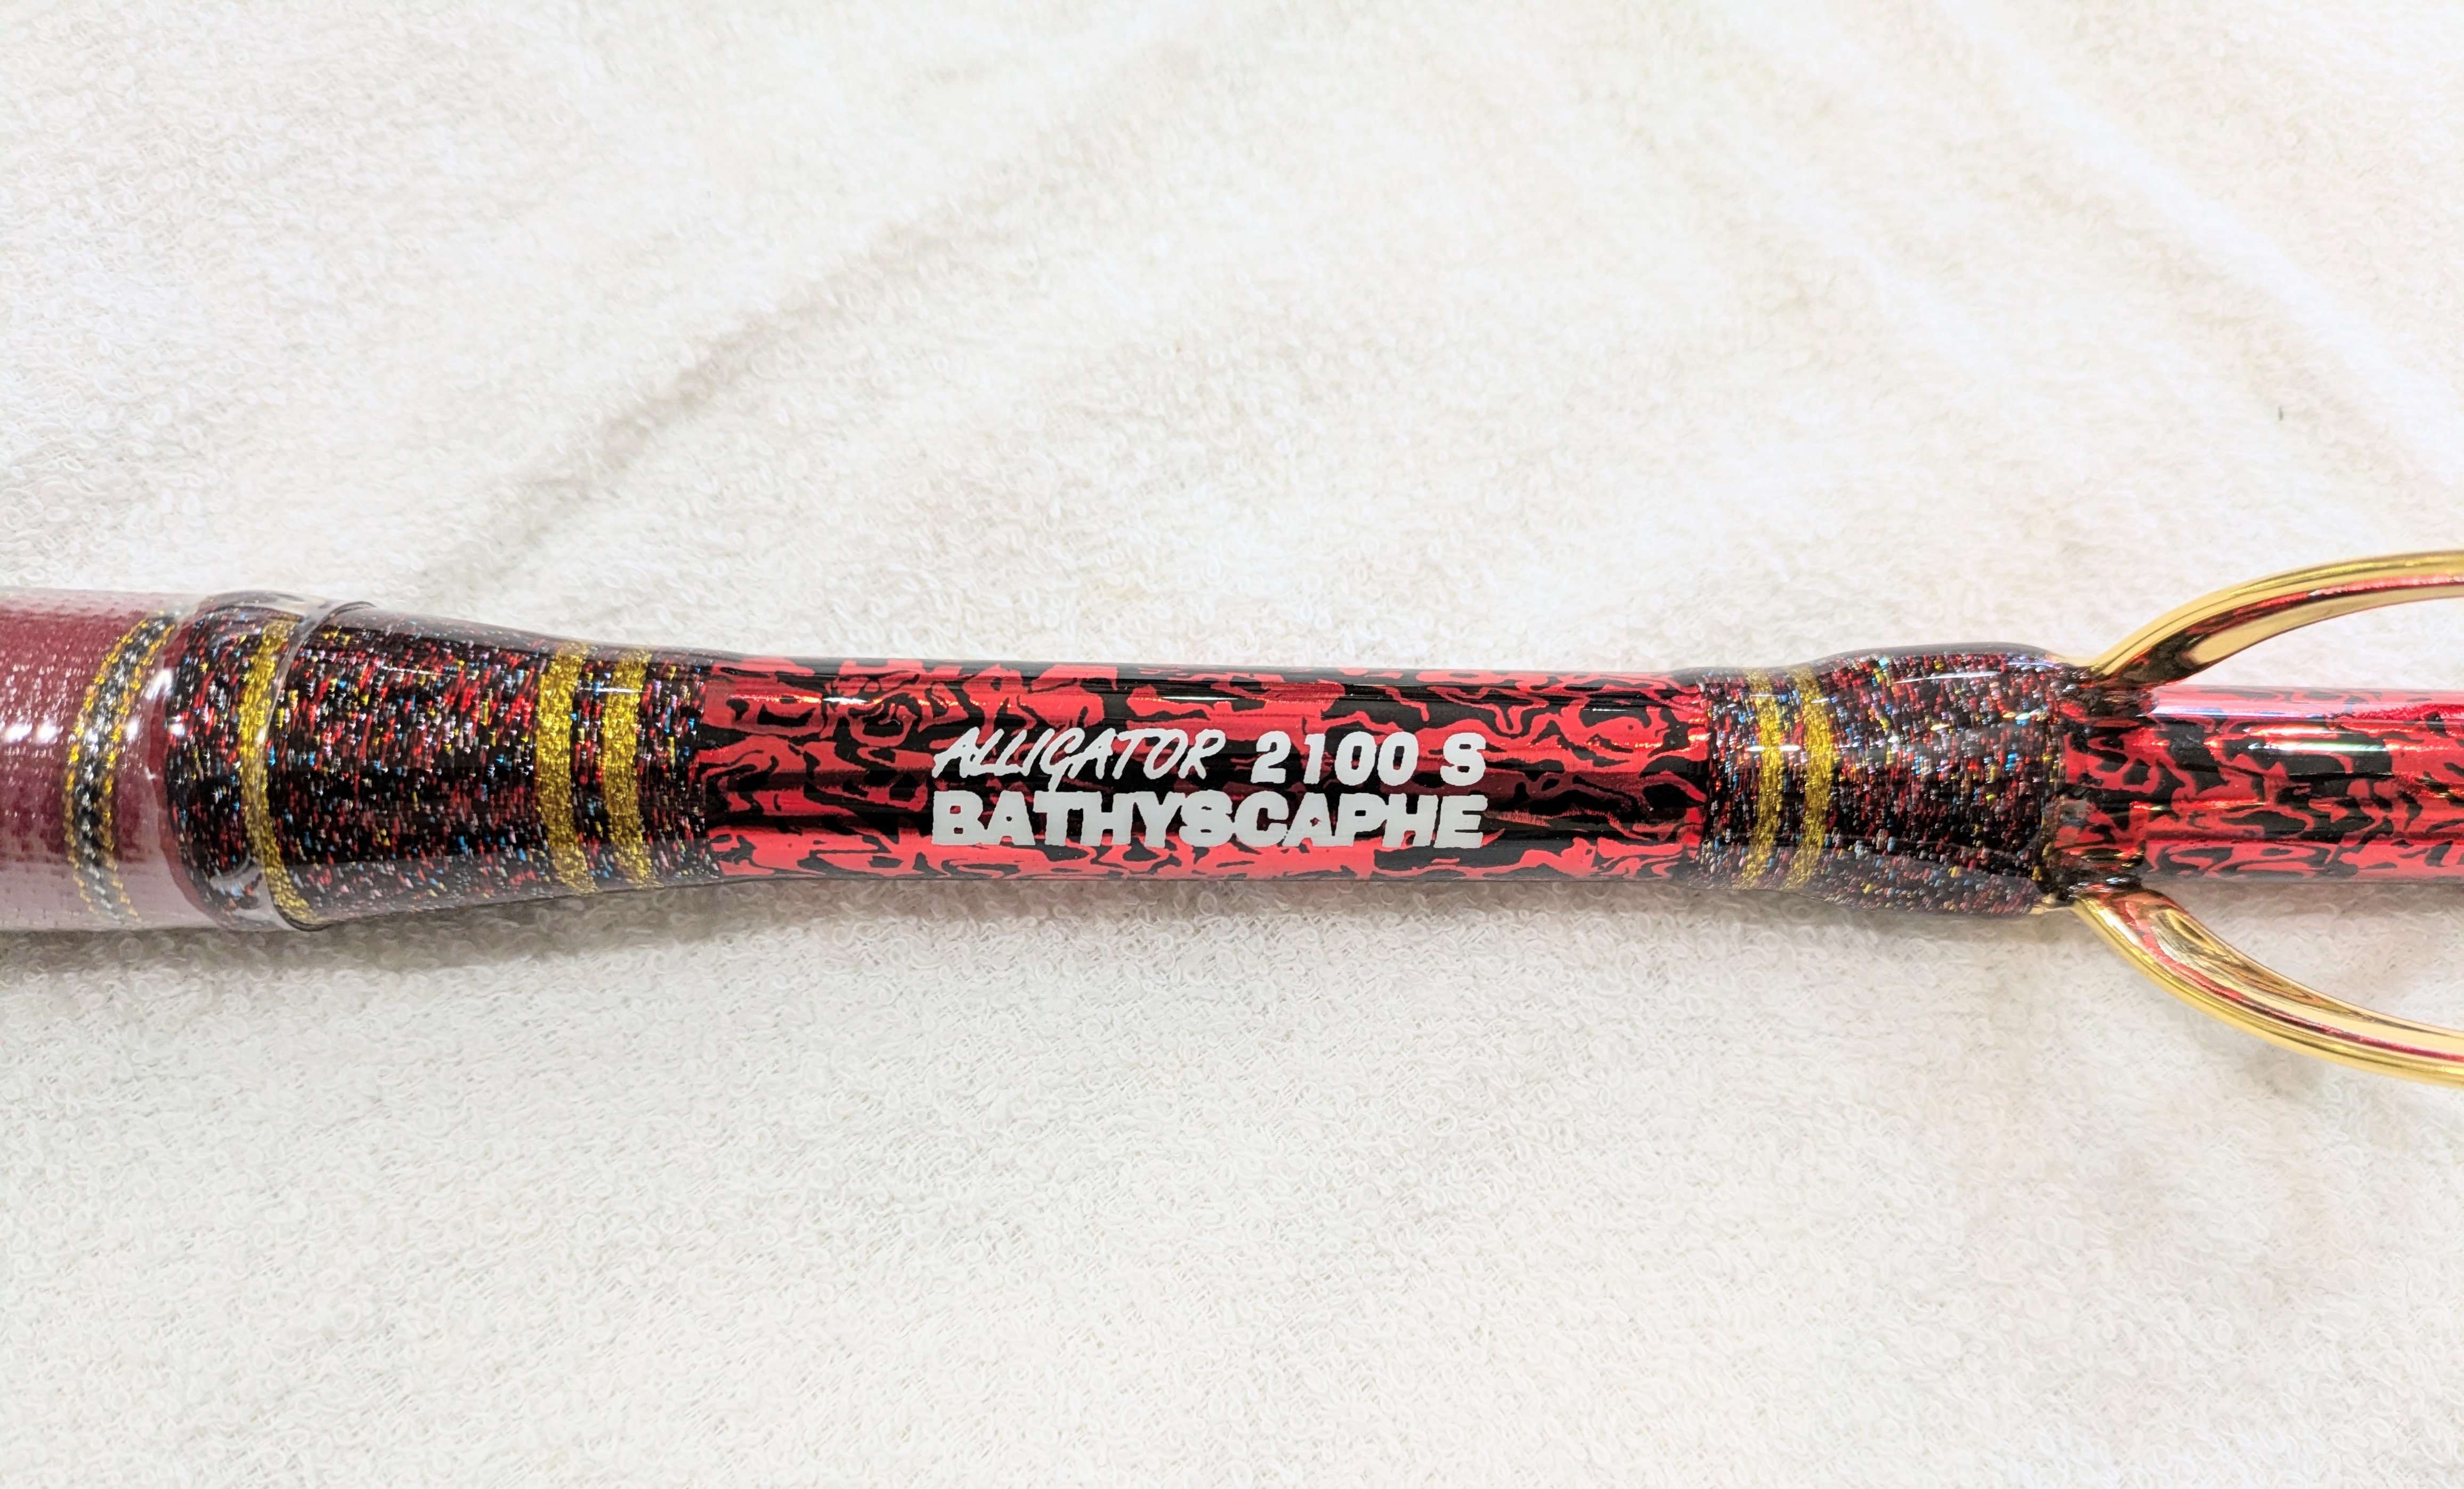 ALLIGATOR 2100 S
BATHYSCAPHE